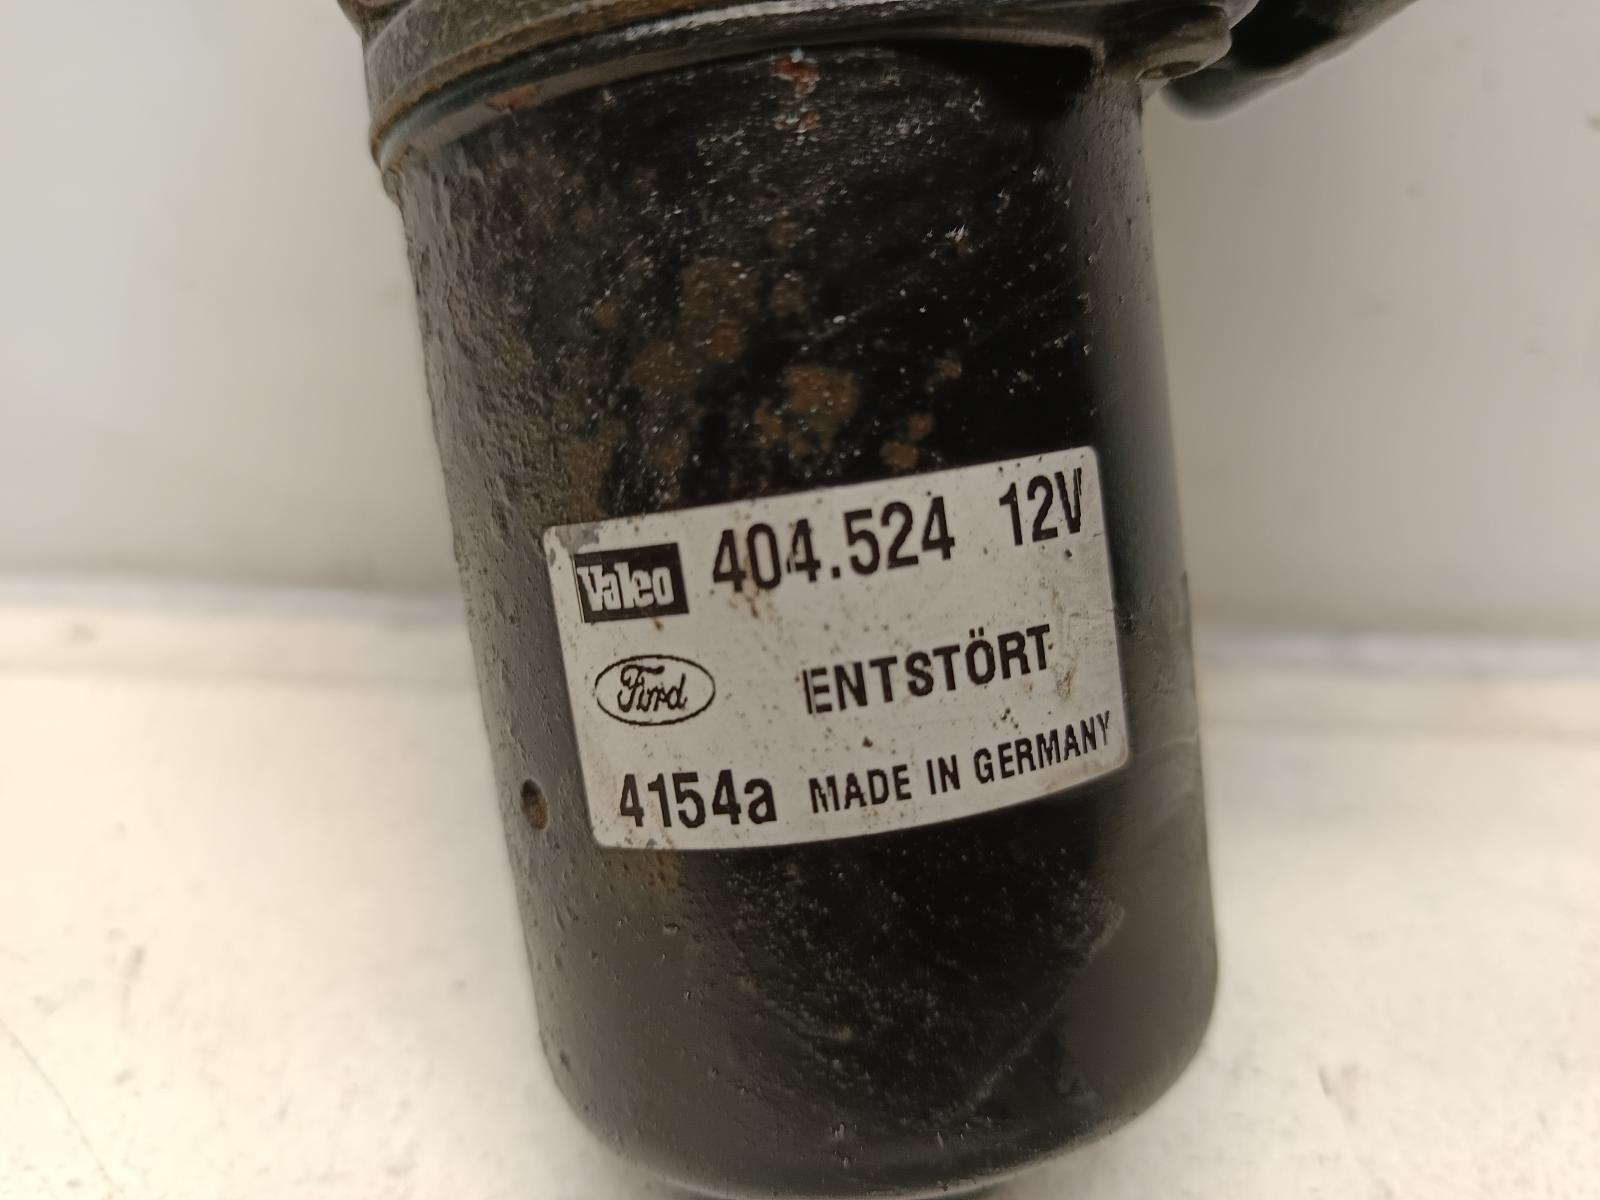 Valeo 404.524 12V
Ford ENTSTÖRT
4154a MADE IN GERMANY